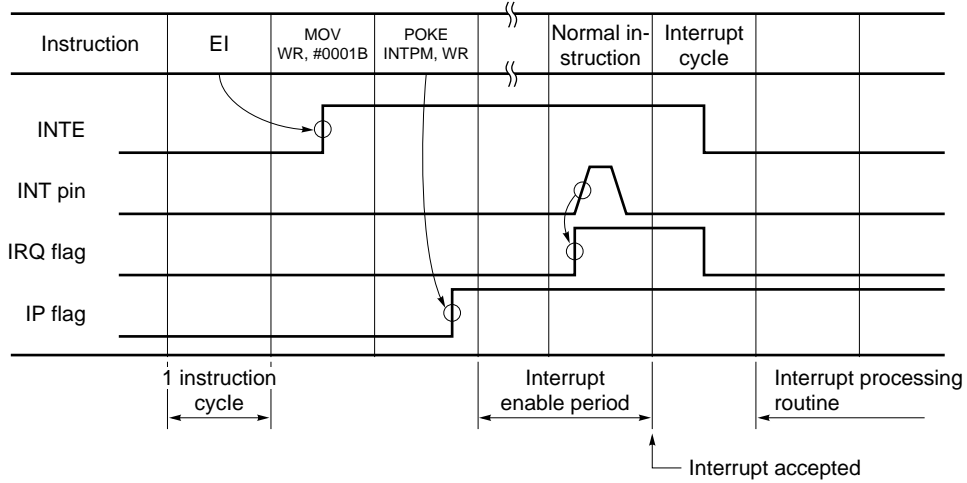 Instruction
EI
MOV
WR, #0001B
POKE
INTPM, WR
Normal in-
struction
Interrupt
cycle
INTE
INT pin
IRQ flag
IP flag
1 instruction
cycle
Interrupt
enable period
Interrupt processing
routine
Interrupt accepted